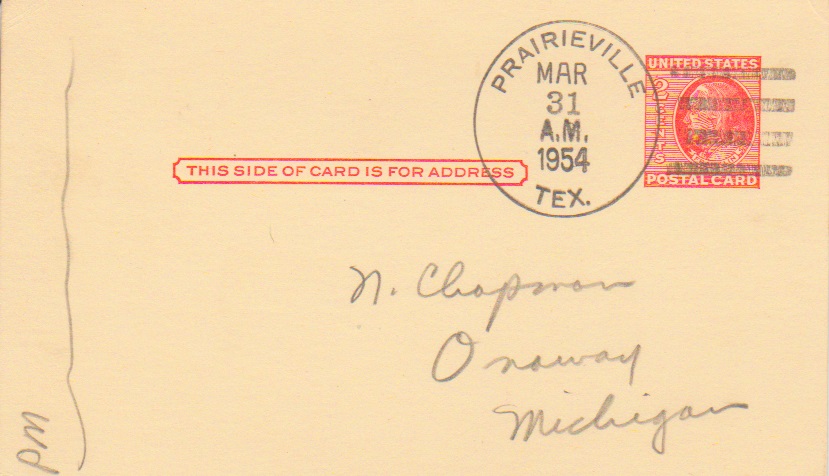 PRAIRIEVILLE
MAR
31
A.M.
1954
TEX.
UNITED STATES
2 CENTS
POSTAL CARD
THIS SIDE OF CARD IS FOR ADDRESS
N. Chapman
Onaway
Michigan